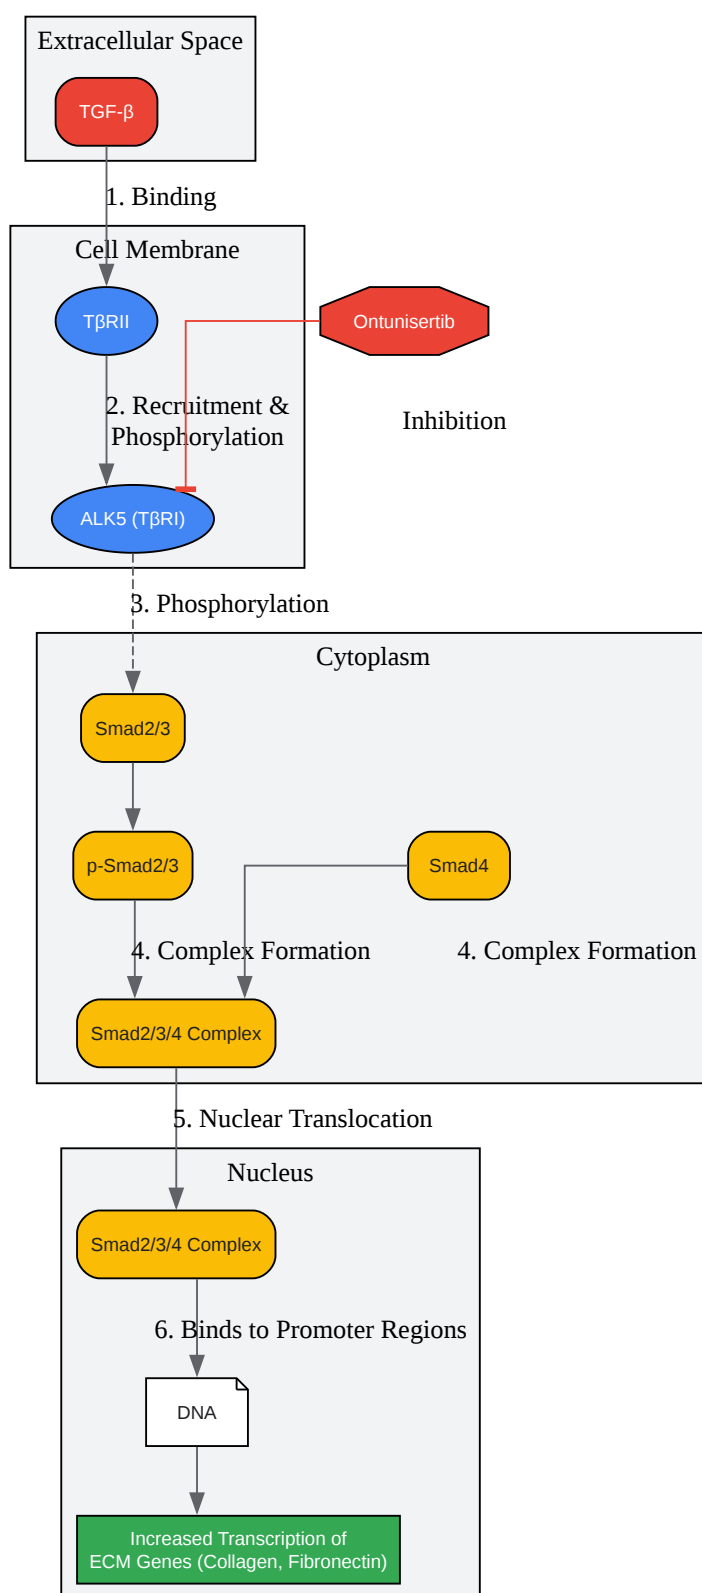 Extracellular Space
TGF-β
1. Binding
Cell Membrane
TβRII
Ontunisertib
2. Recruitment &
Phosphorylation
Inhibition
ALK5 (TβRI)
3. Phosphorylation
Cytoplasm
Smad2/3
p-Smad2/3
Smad4
4. Complex Formation
4. Complex Formation
Smad2/3/4 Complex
5. Nuclear Translocation
Nucleus
Smad2/3/4 Complex
6. Binds to Promoter Regions
DNA
Increased Transcription of
ECM Genes (Collagen, Fibronectin)